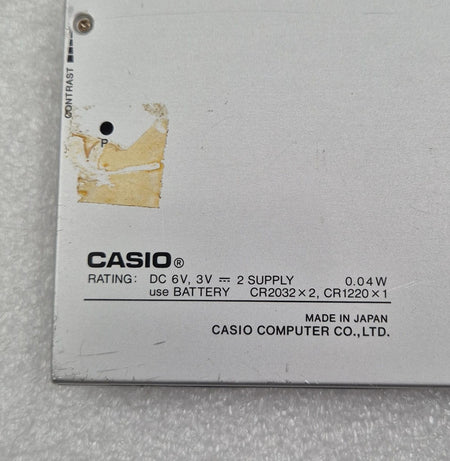 CONTRAST
P
CASIO®
RATING: DC 6V, 3V ⎓ 2 SUPPLY 0.04W
use BATTERY CR2032×2, CR1220×1
MADE IN JAPAN
CASIO COMPUTER CO.,LTD.